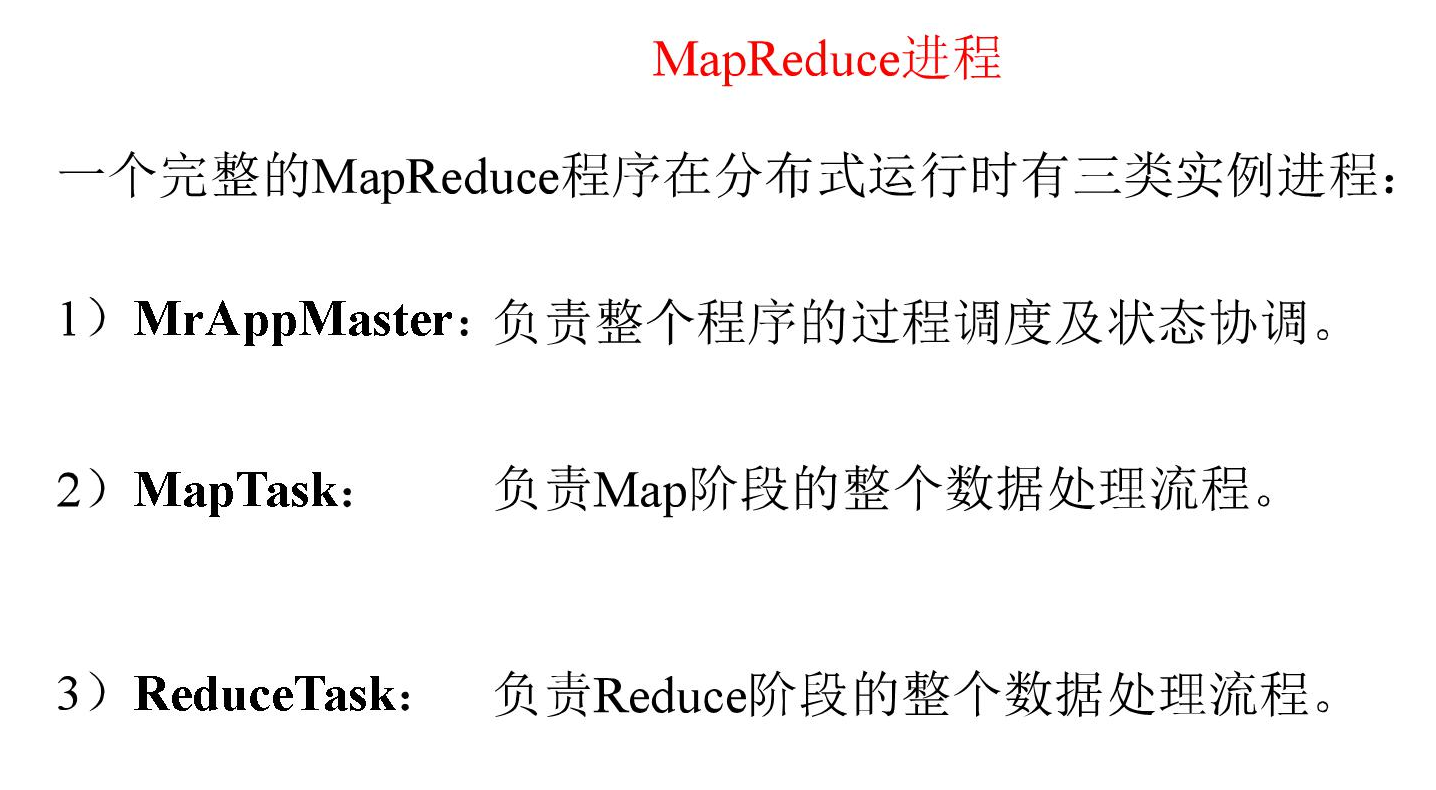 MapReduce进程
一个完整的MapReduce程序在分布式运行时有三类实例进程：
1）MrAppMaster：负责整个程序的过程调度及状态协调。
2）MapTask： 负责Map阶段的整个数据处理流程。
3）ReduceTask： 负责Reduce阶段的整个数据处理流程。